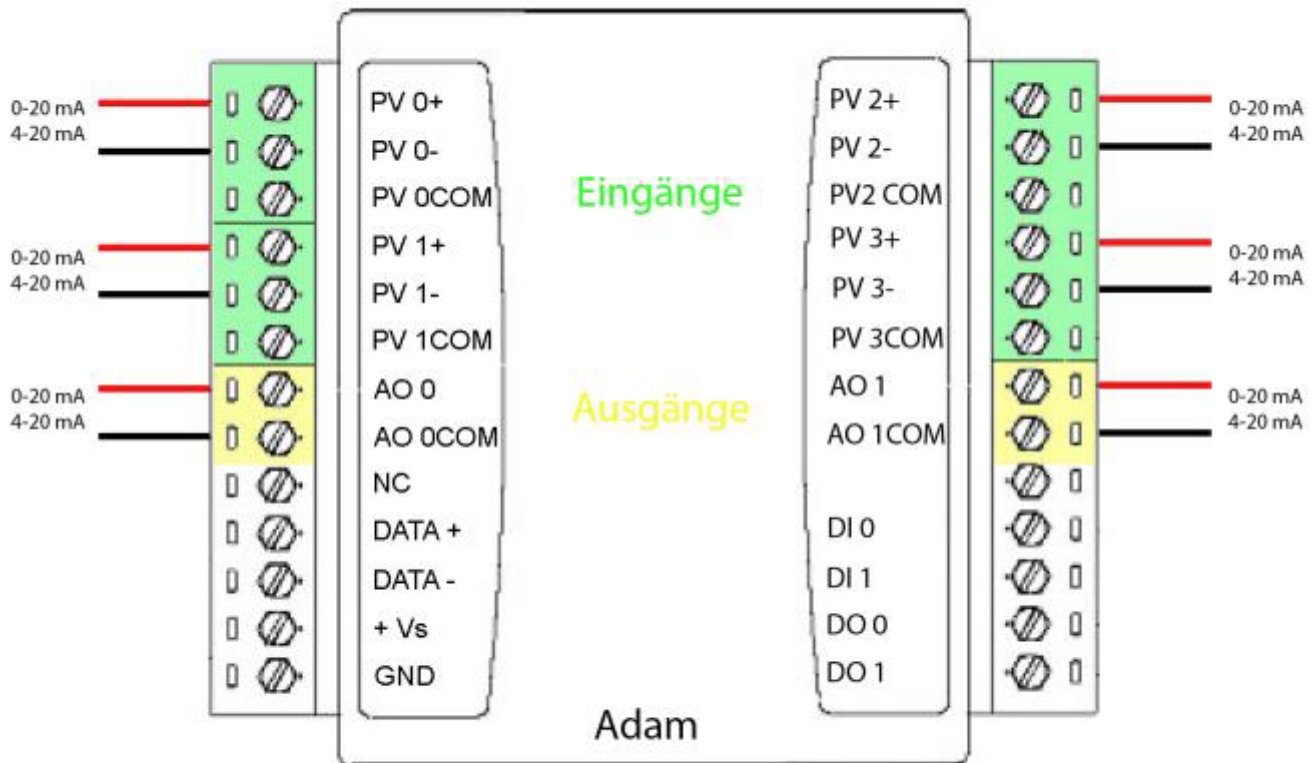 0-20 mA
4-20 mA
0-20 mA
4-20 mA
0-20 mA
4-20 mA
PV 0+
PV 0-
PV 0COM
PV 1+
PV 1-
PV 1COM
AO 0
AO 0COM
NC
DATA +
DATA -
+ Vs
GND
Eingänge
Ausgänge
Adam
PV 2+
PV 2-
PV2 COM
PV 3+
PV 3-
PV 3COM
AO 1
AO 1COM
DI 0
DI 1
DO 0
DO 1
0-20 mA
4-20 mA
0-20 mA
4-20 mA
0-20 mA
4-20 mA